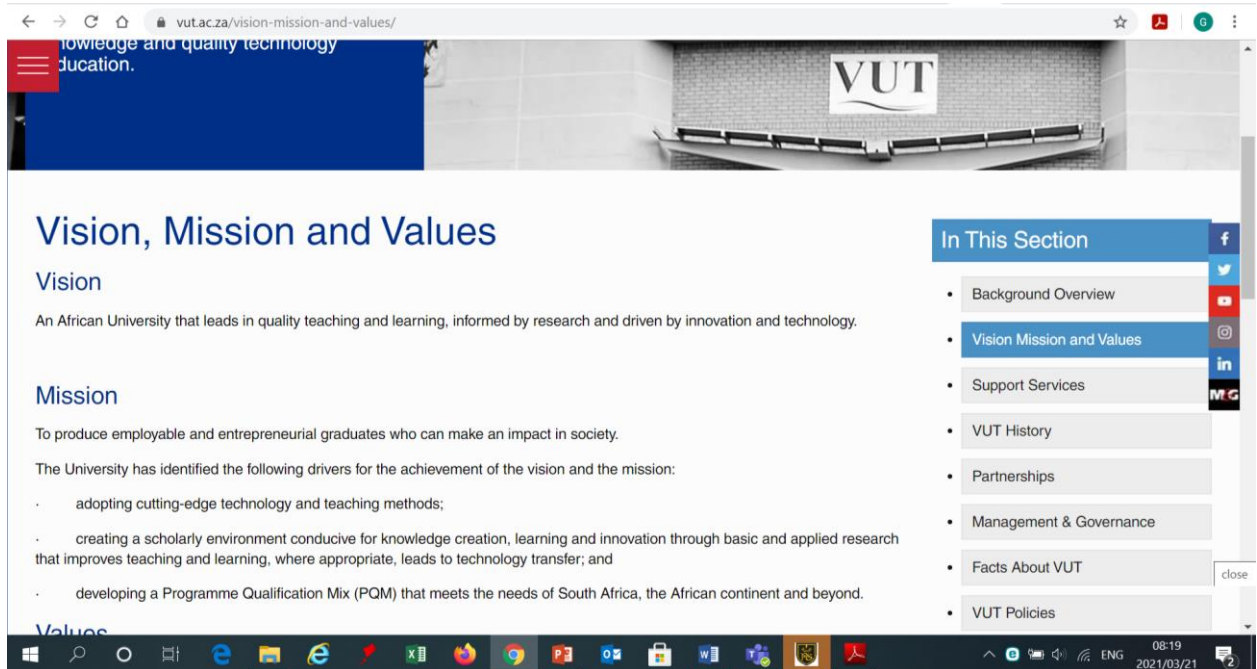 vut.ac.za/vision-mission-and-values/
G
knowledge and quality technology
education.
VUT
Vision, Mission and Values
Vision
An African University that leads in quality teaching and learning, informed by research and driven by innovation and technology.
Mission
To produce employable and entrepreneurial graduates who can make an impact in society.
The University has identified the following drivers for the achievement of the vision and the mission:
· adopting cutting-edge technology and teaching methods;
· creating a scholarly environment conducive for knowledge creation, learning and innovation through basic and applied research
that improves teaching and learning, where appropriate, leads to technology transfer; and
· developing a Programme Qualification Mix (PQM) that meets the needs of South Africa, the African continent and beyond.
Values
In This Section
• Background Overview
• Vision Mission and Values
• Support Services
• VUT History
• Partnerships
• Management & Governance
• Facts About VUT
• VUT Policies
f
in
M&G
close
ENG
08:19
2021/03/21
2